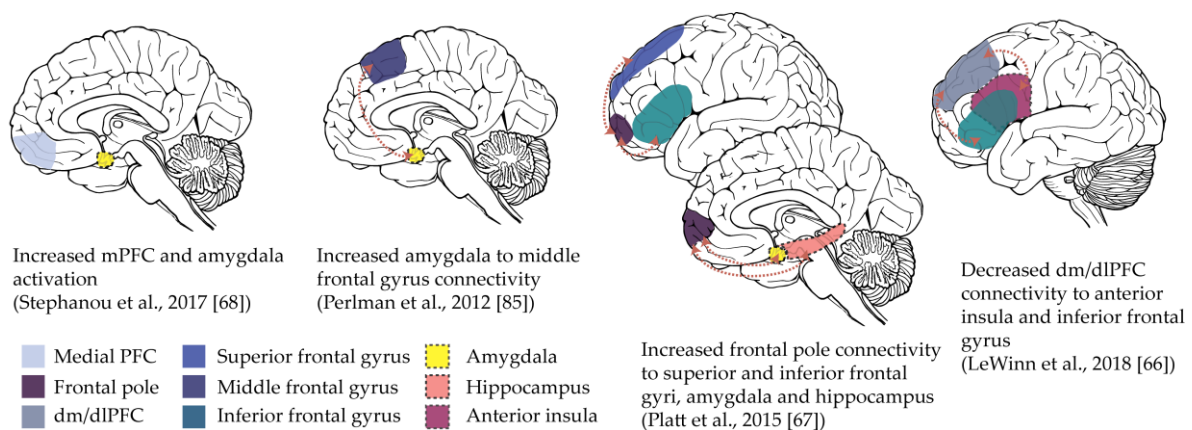 Increased mPFC and amygdala
activation
(Stephanou et al., 2017 [68])
Increased amygdala to middle
frontal gyrus connectivity
(Perlman et al., 2012 [85])
Increased frontal pole connectivity
to superior and inferior frontal
gyri, amygdala and hippocampus
(Platt et al., 2015 [67])
Decreased dm/dlPFC
connectivity to anterior
insula and inferior frontal
gyrus
(LeWinn et al., 2018 [66])
Medial PFC
Frontal pole
dm/dlPFC
Superior frontal gyrus
Middle frontal gyrus
Inferior frontal gyrus
Amygdala
Hippocampus
Anterior insula